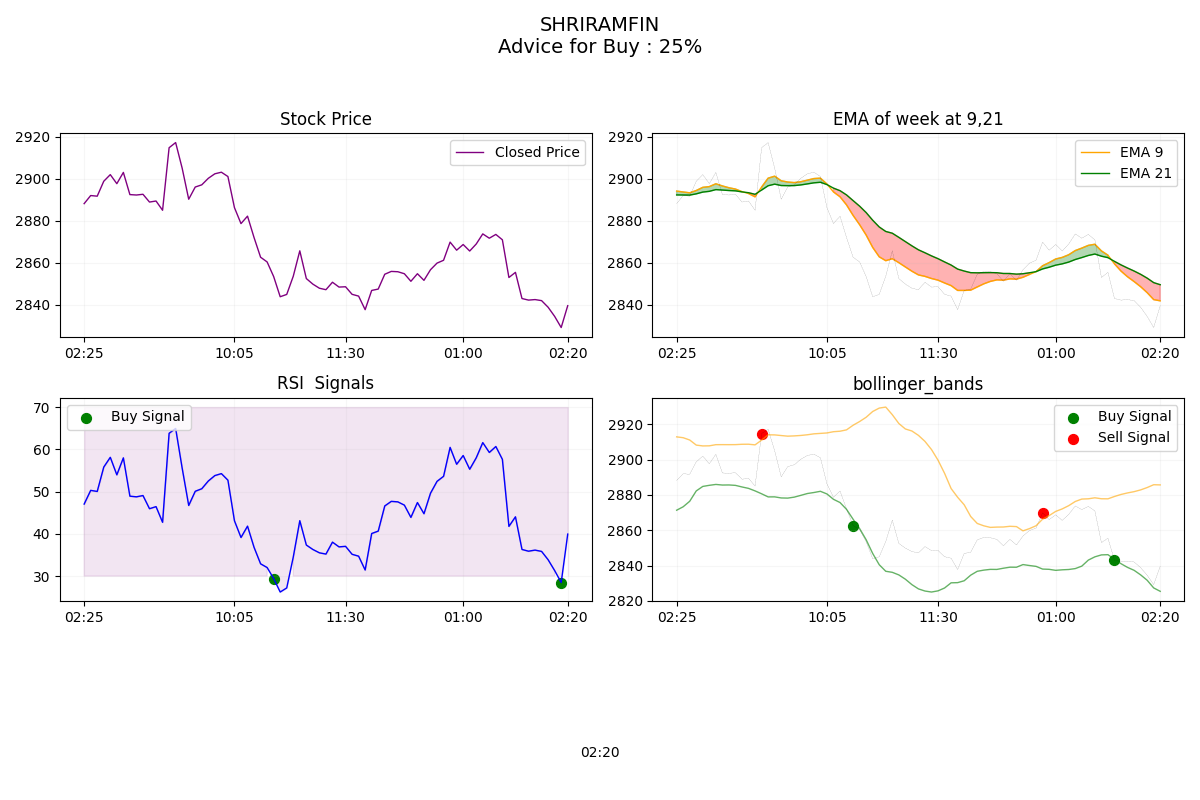 SHRIRAMFIN
Advice for Buy : 25%
Stock Price
2920
2900
2880
2860
2840
Closed Price
02:25 10:05 11:30 01:00 02:20
EMA of week at 9,21
2920
2900
2880
2860
2840
EMA 9
EMA 21
02:25 10:05 11:30 01:00 02:20
RSI  Signals
70
60
50
40
30
Buy Signal
02:25 10:05 11:30 01:00 02:20
bollinger_bands
2920
2900
2880
2860
2840
2820
Buy Signal
Sell Signal
02:25 10:05 11:30 01:00 02:20
02:20